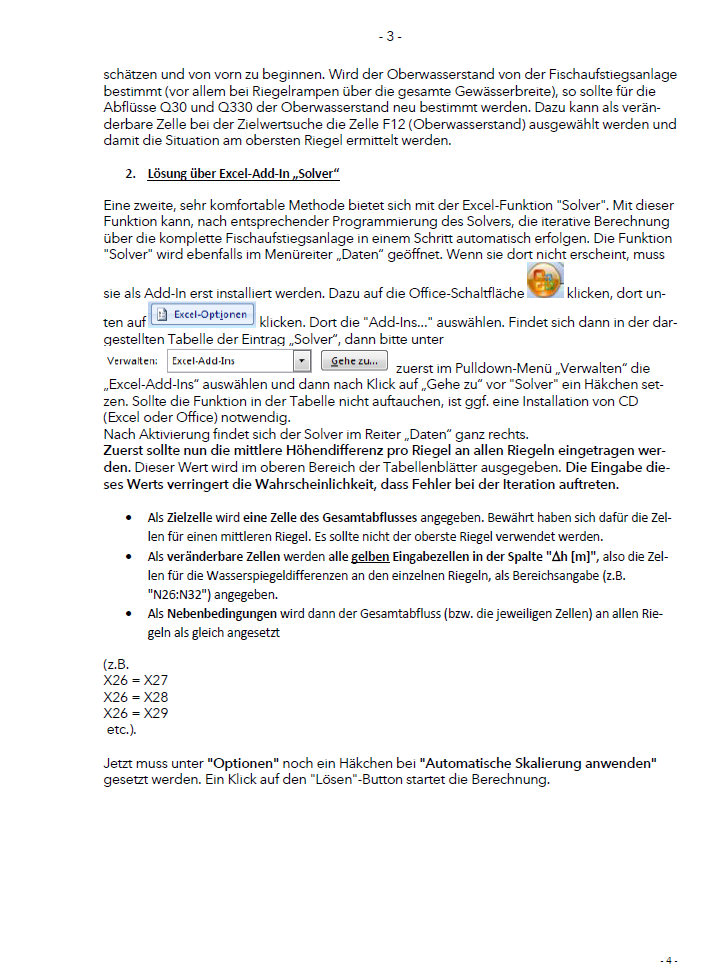 - 3 -
schätzen und von vorn zu beginnen. Wird der Oberwasserstand von der Fischaufstiegsanlage
bestimmt (vor allem bei Riegelrampen über die gesamte Gewässerbreite), so sollte für die
Abflüsse Q30 und Q330 der Oberwasserstand neu bestimmt werden. Dazu kann als verän-
derbare Zelle bei der Zielwertsuche die Zelle F12 (Oberwasserstand) ausgewählt werden und
damit die Situation am obersten Riegel ermittelt werden.
2. Lösung über Excel-Add-In „Solver“
Eine zweite, sehr komfortable Methode bietet sich mit der Excel-Funktion "Solver". Mit dieser
Funktion kann, nach entsprechender Programmierung des Solvers, die iterative Berechnung
über die komplette Fischaufstiegsanlage in einem Schritt automatisch erfolgen. Die Funktion
"Solver" wird ebenfalls im Menüreiter „Daten“ geöffnet. Wenn sie dort nicht erscheint, muss
sie als Add-In erst installiert werden. Dazu auf die Office-Schaltfläche klicken, dort un-
ten auf Excel-Optionen klicken. Dort die "Add-Ins..." auswählen. Findet sich dann in der dar-
gestellten Tabelle der Eintrag „Solver“, dann bitte unter
Verwalten: Excel-Add-Ins Gehe zu... zuerst im Pulldown-Menü „Verwalten“ die
„Excel-Add-Ins“ auswählen und dann nach Klick auf „Gehe zu“ vor "Solver" ein Häkchen set-
zen. Sollte die Funktion in der Tabelle nicht auftauchen, ist ggf. eine Installation von CD
(Excel oder Office) notwendig.
Nach Aktivierung findet sich der Solver im Reiter „Daten“ ganz rechts.
Zuerst sollte nun die mittlere Höhendifferenz pro Riegel an allen Riegeln eingetragen wer-
den. Dieser Wert wird im oberen Bereich der Tabellenblätter ausgegeben. Die Eingabe die-
ses Werts verringert die Wahrscheinlichkeit, dass Fehler bei der Iteration auftreten.
• Als Zielzelle wird eine Zelle des Gesamtabflusses angegeben. Bewährt haben sich dafür die Zel-
len für einen mittleren Riegel. Es sollte nicht der oberste Riegel verwendet werden.
• Als veränderbare Zellen werden alle gelben Eingabezellen in der Spalte "Δh [m]", also die Zel-
len für die Wasserspiegeldifferenzen an den einzelnen Riegeln, als Bereichsangabe (z.B.
"N26:N32") angegeben.
• Als Nebenbedingungen wird dann der Gesamtabfluss (bzw. die jeweiligen Zellen) an allen Rie-
geln als gleich angesetzt
(z.B.
X26 = X27
X26 = X28
X26 = X29
etc.).
Jetzt muss unter "Optionen" noch ein Häkchen bei "Automatische Skalierung anwenden"
gesetzt werden. Ein Klick auf den "Lösen"-Button startet die Berechnung.
- 4 -